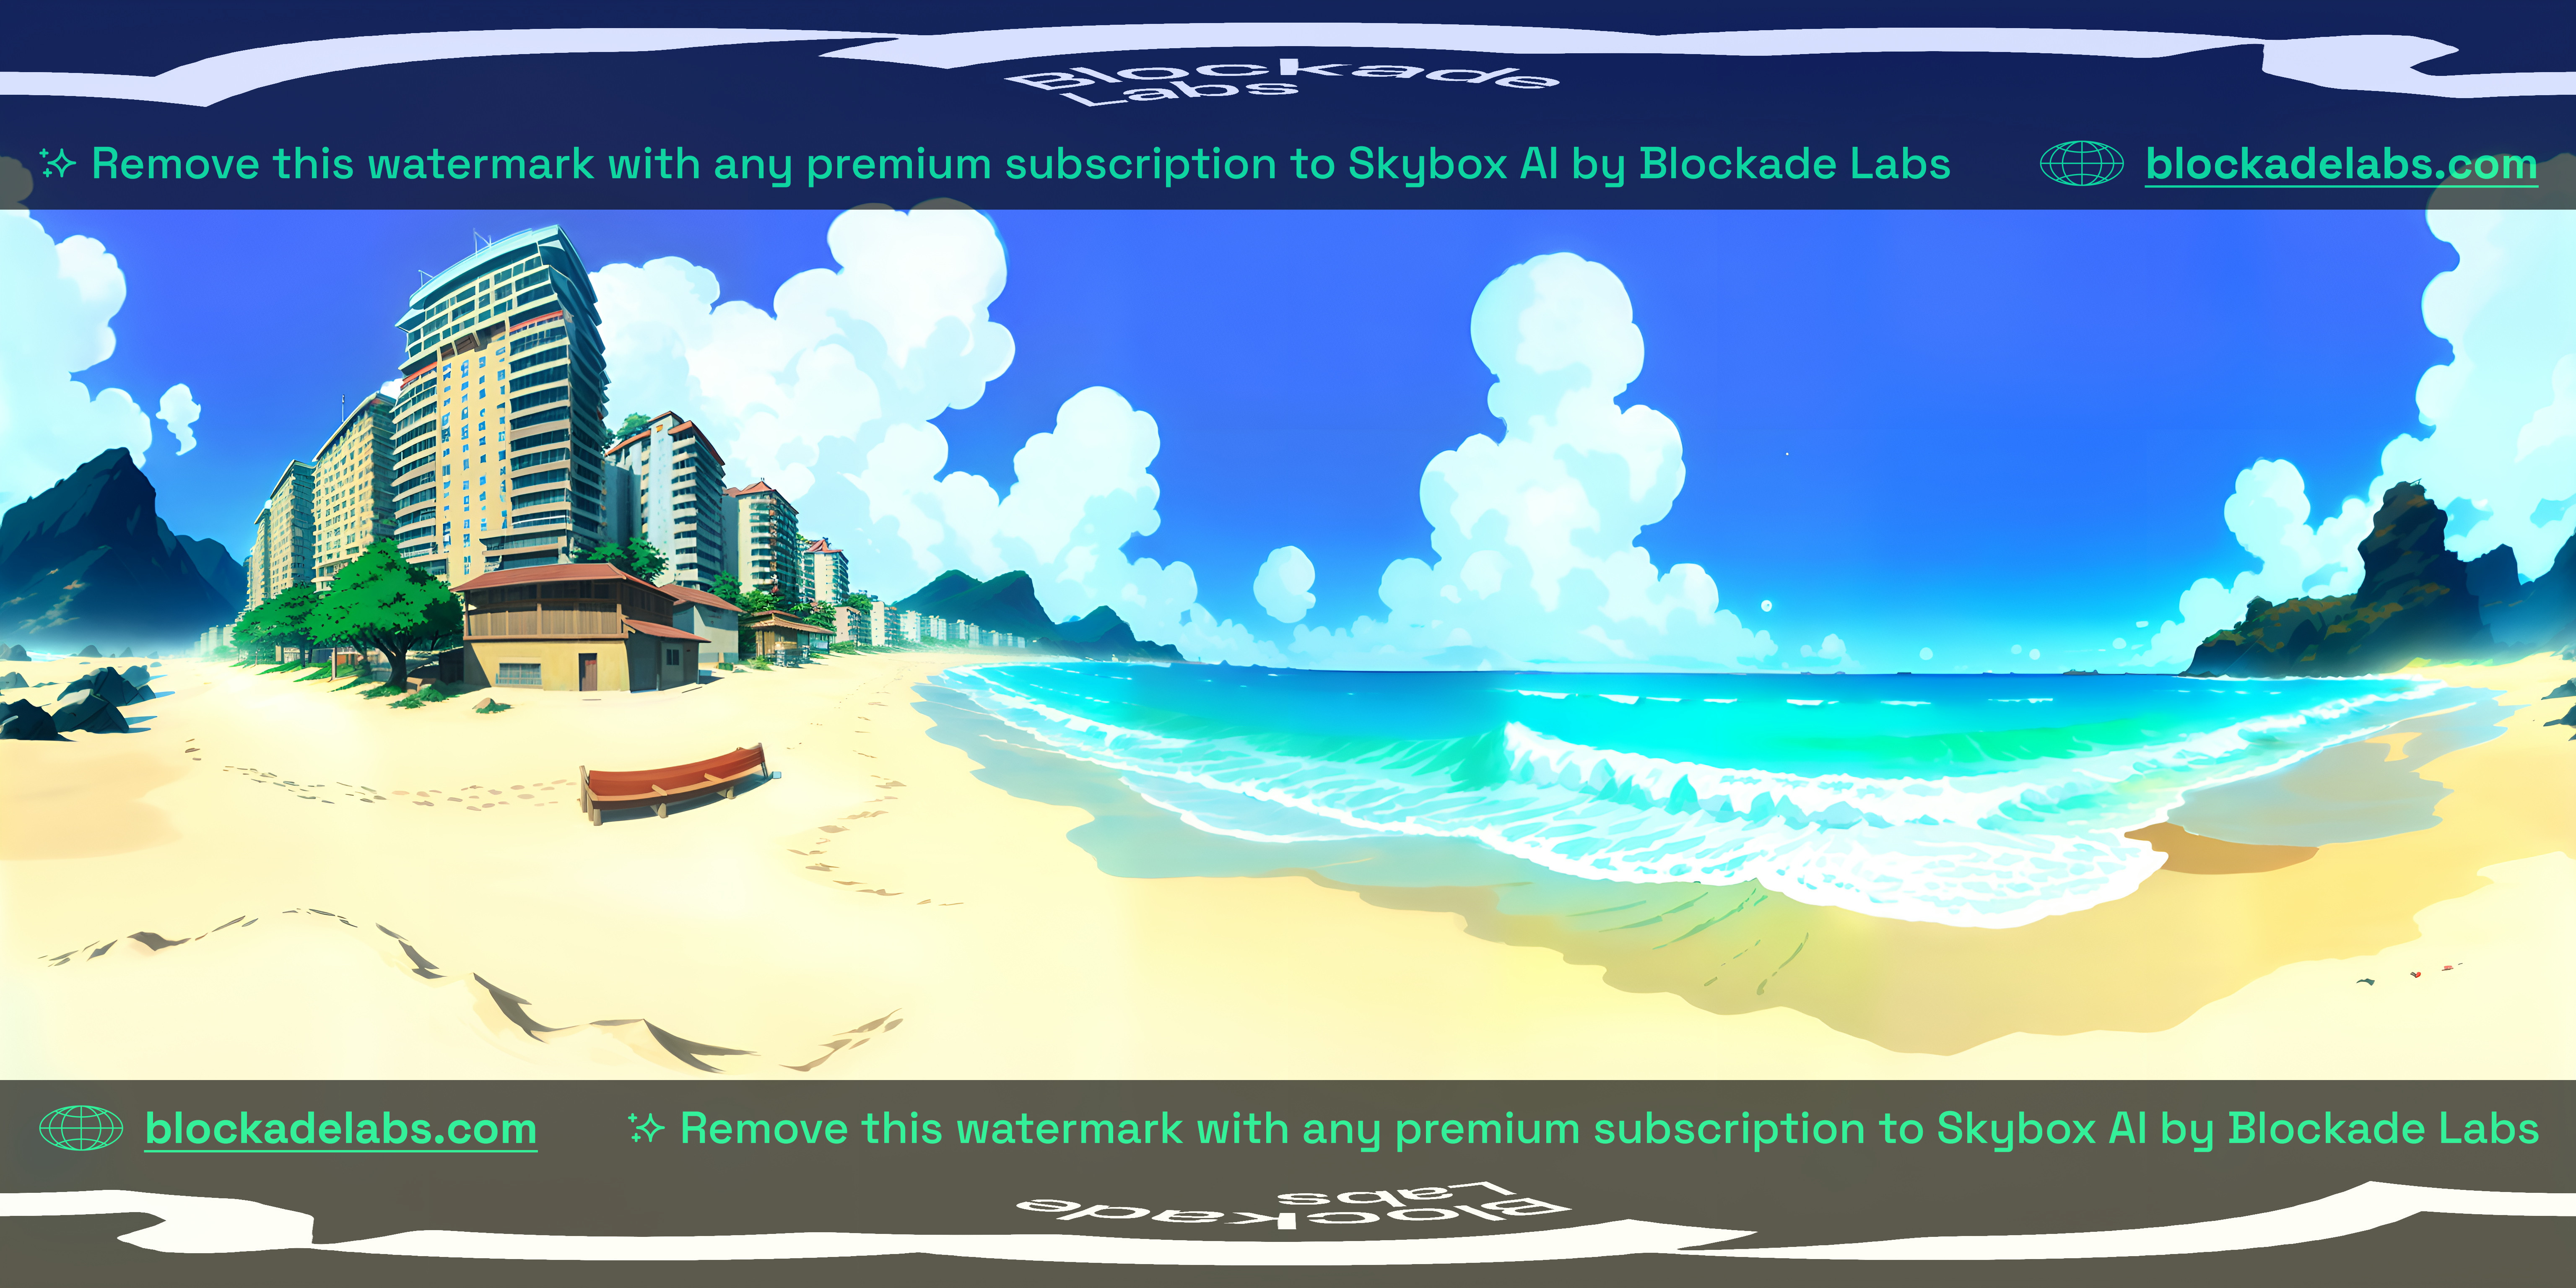 Blockade
Labs
Remove this watermark with any premium subscription to Skybox AI by Blockade Labs
blockadelabs.com
blockadelabs.com
Remove this watermark with any premium subscription to Skybox AI by Blockade Labs
Blockade
Labs